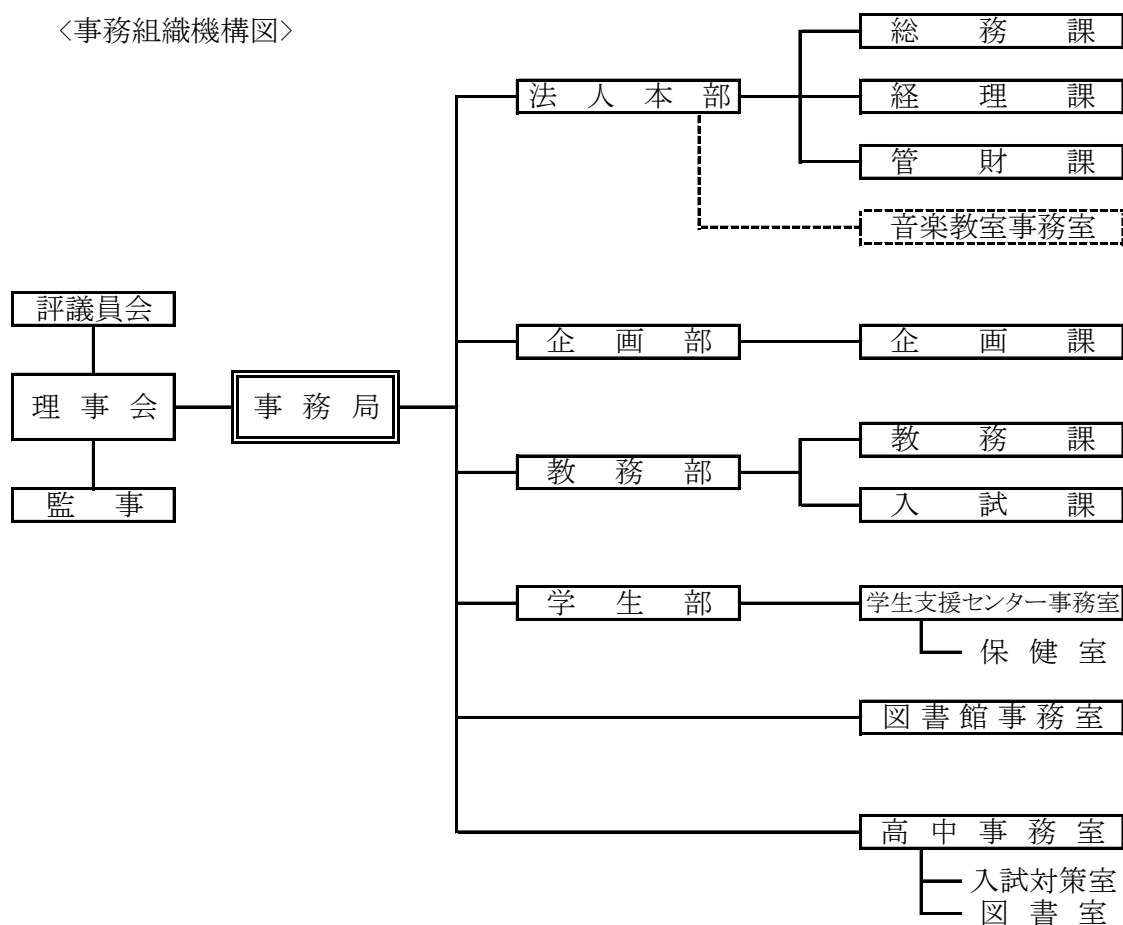 〈事務組織機構図〉
総務課
法人本部
経理課
管財課
音楽教室事務室
評議員会
企画部
企画課
理事会
事務局
教務課
教務部
監事
入試課
学生部
学生支援センター事務室
保健室
図書館事務室
高中事務室
入試対策室
図書室